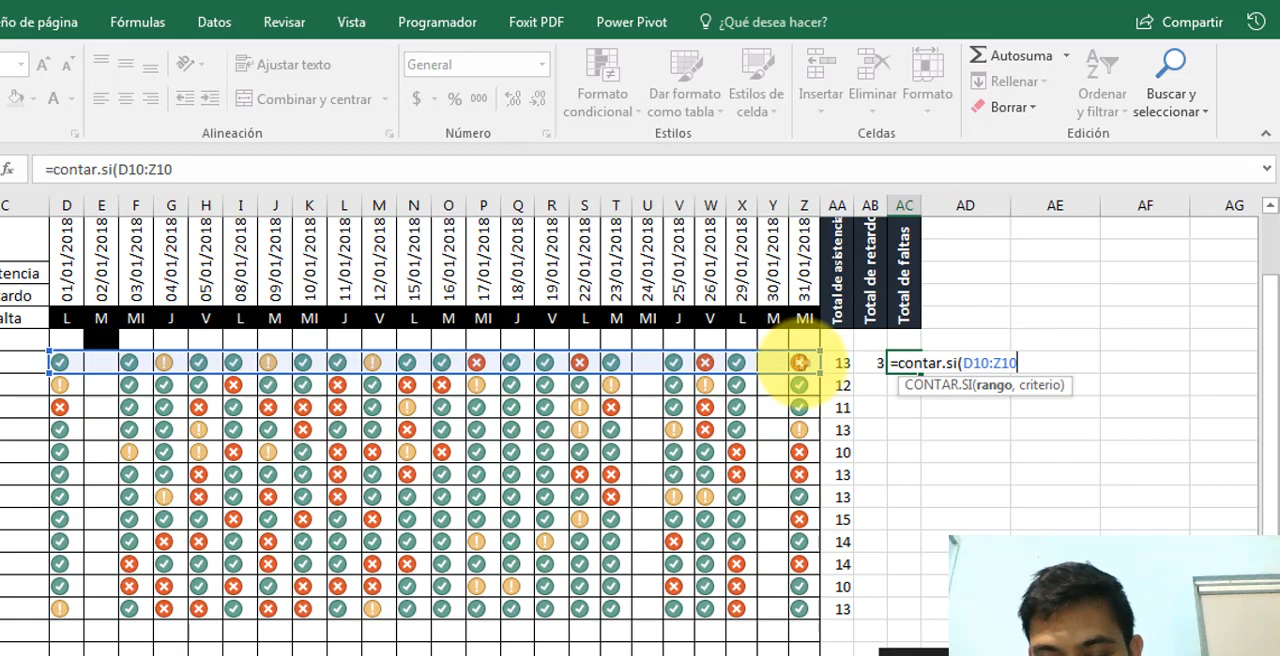 ño de página Fórmulas Datos Revisar Vista Programador Foxit PDF Power Pivot ¿Qué desea hacer? Compartir
A A Ajustar texto General Autosuma
A Combinar y centrar $ % 000 Formato condicional Dar formato como tabla Estilos de celda Insertar Eliminar Formato Rellenar Borrar Ordenar y filtrar Buscar y seleccionar
Alineación Número Estilos Celdas Edición
fx =contar.si(D10:Z10
C D E F G H I J K L M N O P Q R S T U V W X Y Z AA AB AC AD AE AF AG
01/01/2018 02/01/2018 03/01/2018 04/01/2018 05/01/2018 08/01/2018 09/01/2018 10/01/2018 11/01/2018 12/01/2018 15/01/2018 16/01/2018 17/01/2018 18/01/2018 19/01/2018 22/01/2018 23/01/2018 24/01/2018 25/01/2018 26/01/2018 29/01/2018 30/01/2018 31/01/2018 Total de asistencia Total de retardo Total de faltas
tencia
ardo
alta L M MI J V L M MI J V L M MI J V L M MI J V L M MI
13 3 =contar.si(D10:Z10
12 CONTAR.SI(rango, criterio)
11
13
10
13
13
15
14
14
10
13